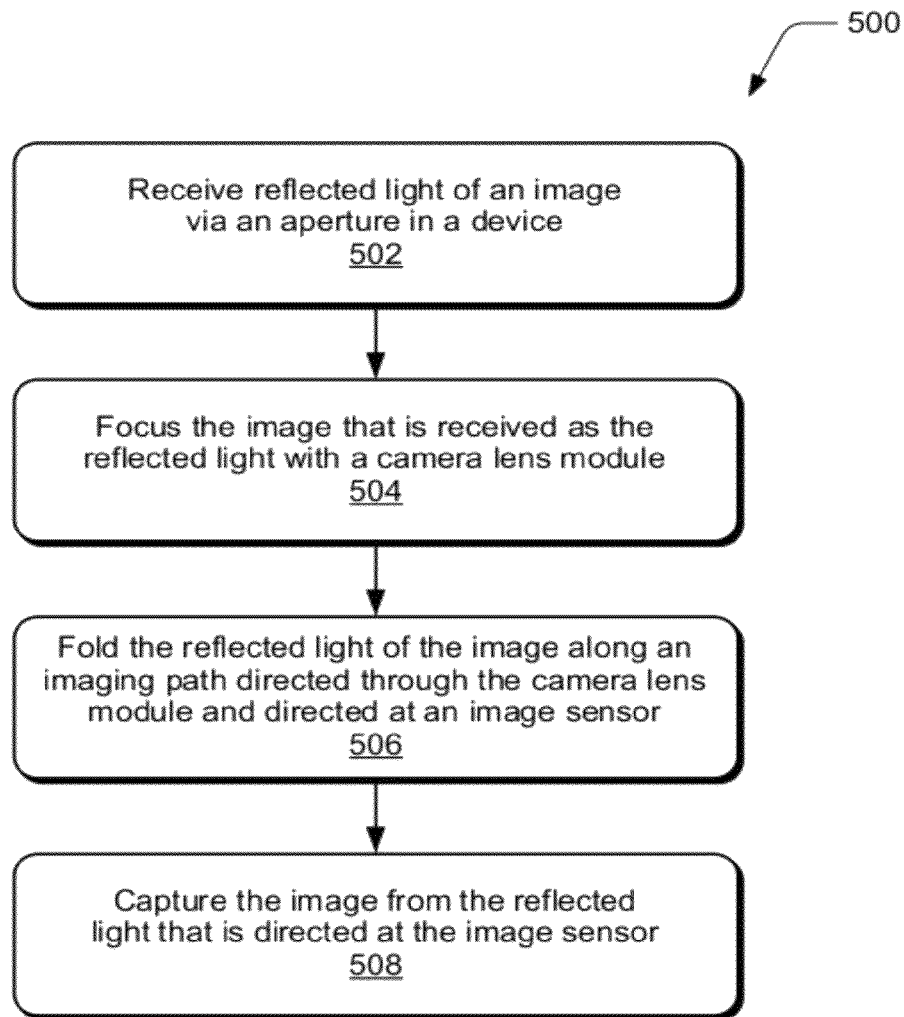 500
Receive reflected light of an image
via an aperture in a device
502
Focus the image that is received as the
reflected light with a camera lens module
504
Fold the reflected light of the image along an
imaging path directed through the camera lens
module and directed at an image sensor
506
Capture the image from the reflected
light that is directed at the image sensor
508